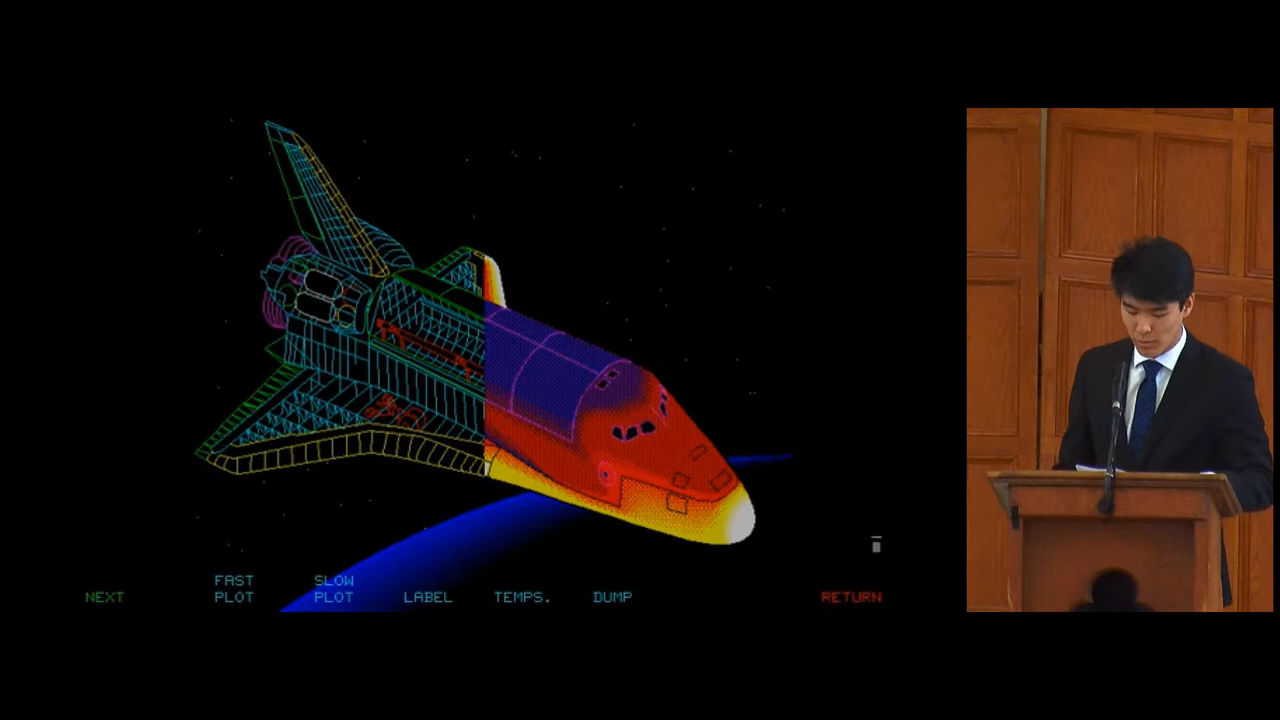 NEXT
FAST PLOT
SLOW PLOT
LABEL
TEMPS.
DUMP
RETURN